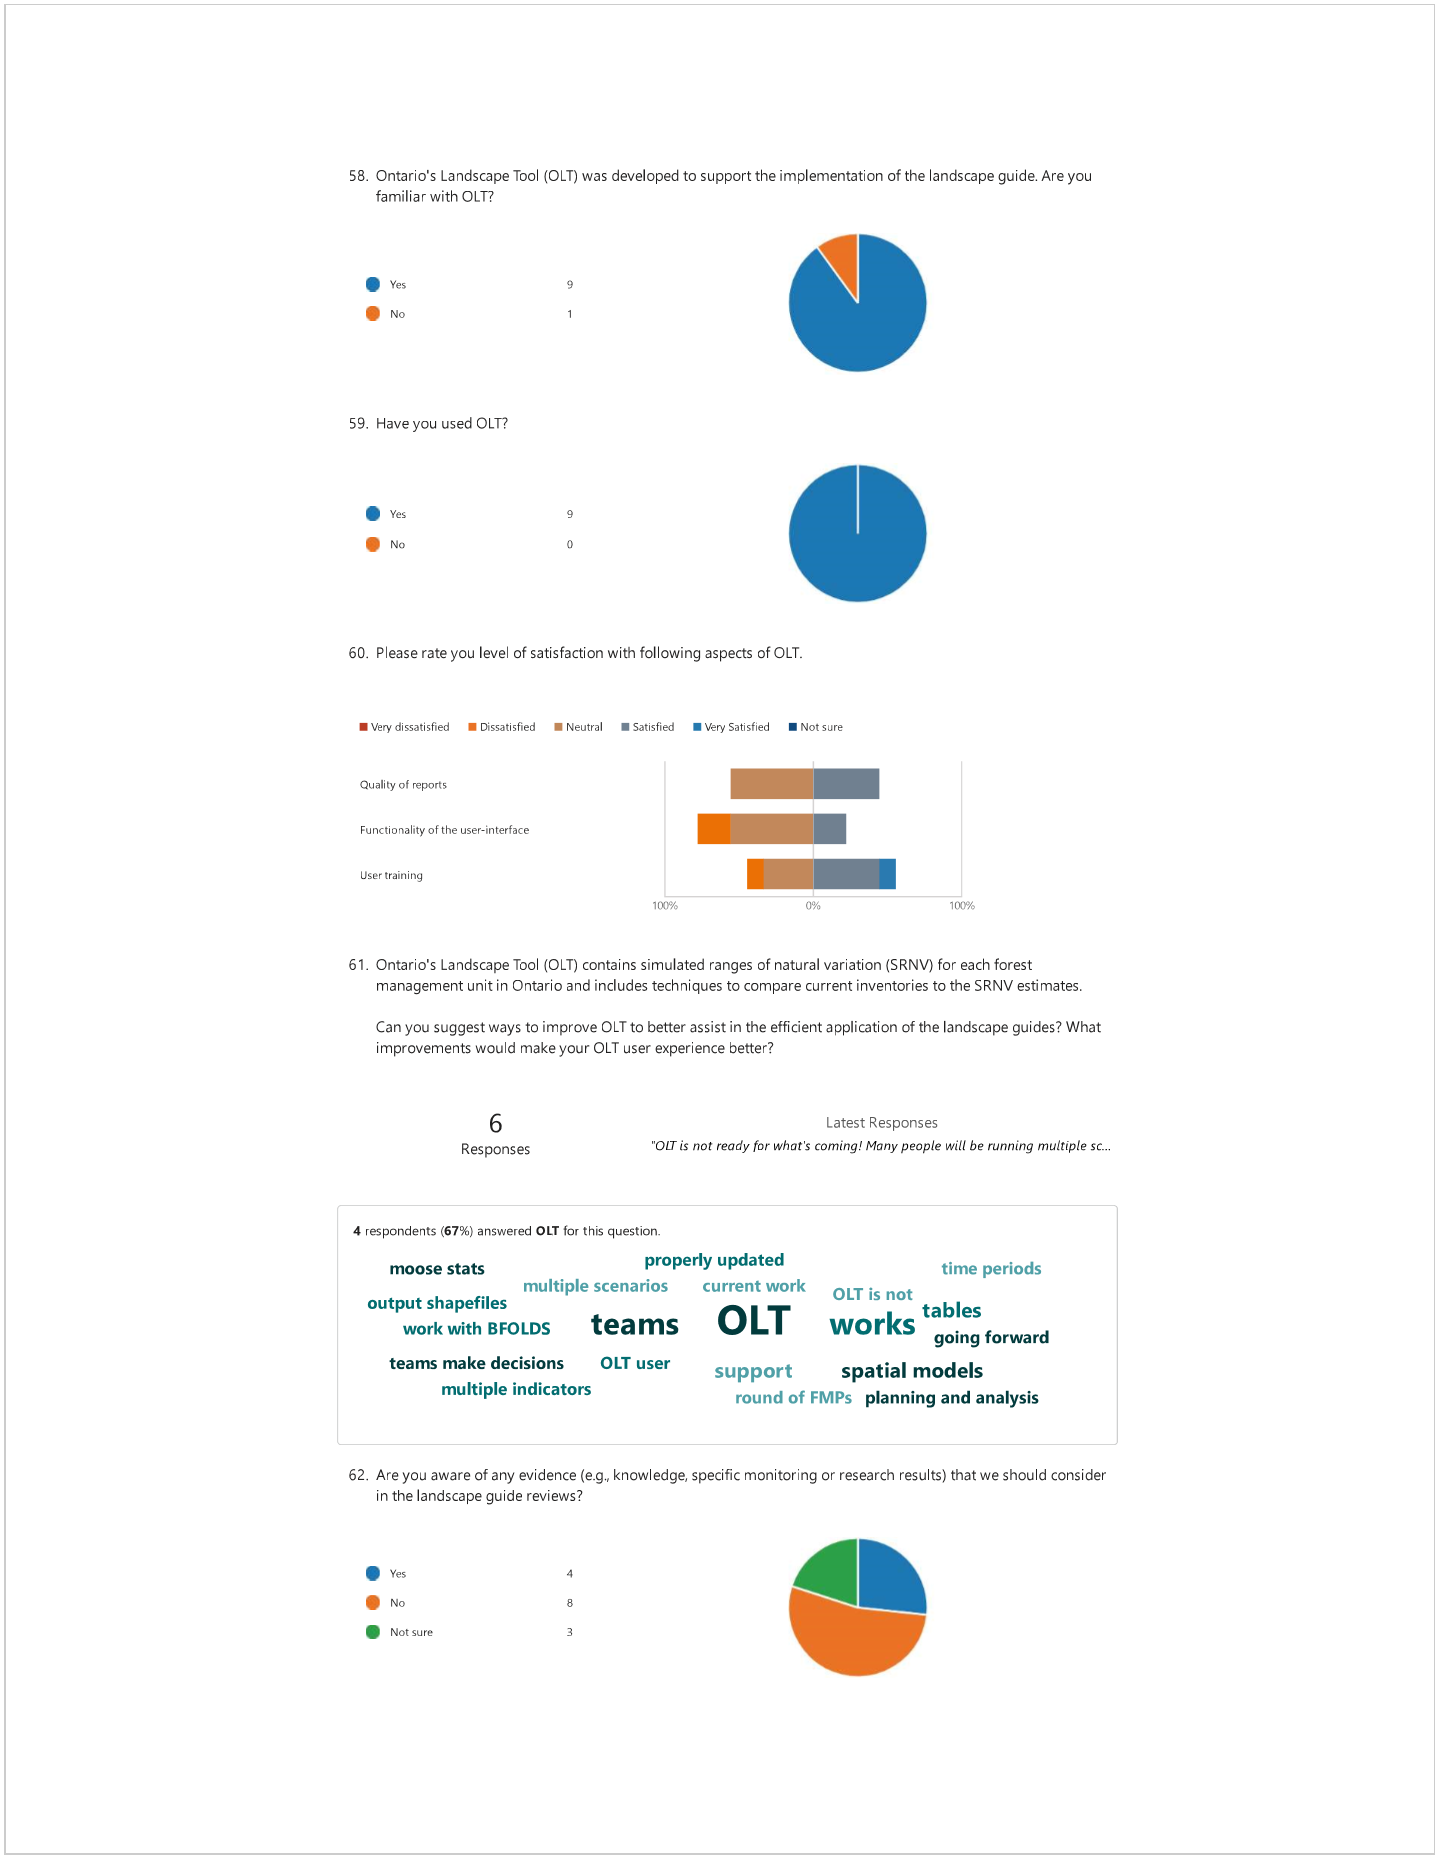 58. Ontario's Landscape Tool (OLT) was developed to support the implementation of the landscape guide. Are you
familiar with OLT?
Yes 9
No 1
59. Have you used OLT?
Yes 9
No 0
60. Please rate you level of satisfaction with following aspects of OLT.
Very dissatisfied Dissatisfied Neutral Satisfied Very Satisfied Not sure
Quality of reports
Functionality of the user-interface
User training
100% 0% 100%
61. Ontario's Landscape Tool (OLT) contains simulated ranges of natural variation (SRNV) for each forest
management unit in Ontario and includes techniques to compare current inventories to the SRNV estimates.
Can you suggest ways to improve OLT to better assist in the efficient application of the landscape guides? What
improvements would make your OLT user experience better?
6
Responses
Latest Responses
"OLT is not ready for what's coming! Many people will be running multiple sc...
4 respondents (67%) answered OLT for this question.
properly updated
moose stats
time periods
multiple scenarios
current work
OLT is not
output shapefiles
tables
teams
OLT
works
work with BFOLDS
going forward
teams make decisions
OLT user
support
spatial models
multiple indicators
round of FMPs
planning and analysis
62. Are you aware of any evidence (e.g., knowledge, specific monitoring or research results) that we should consider
in the landscape guide reviews?
Yes 4
No 8
Not sure 3